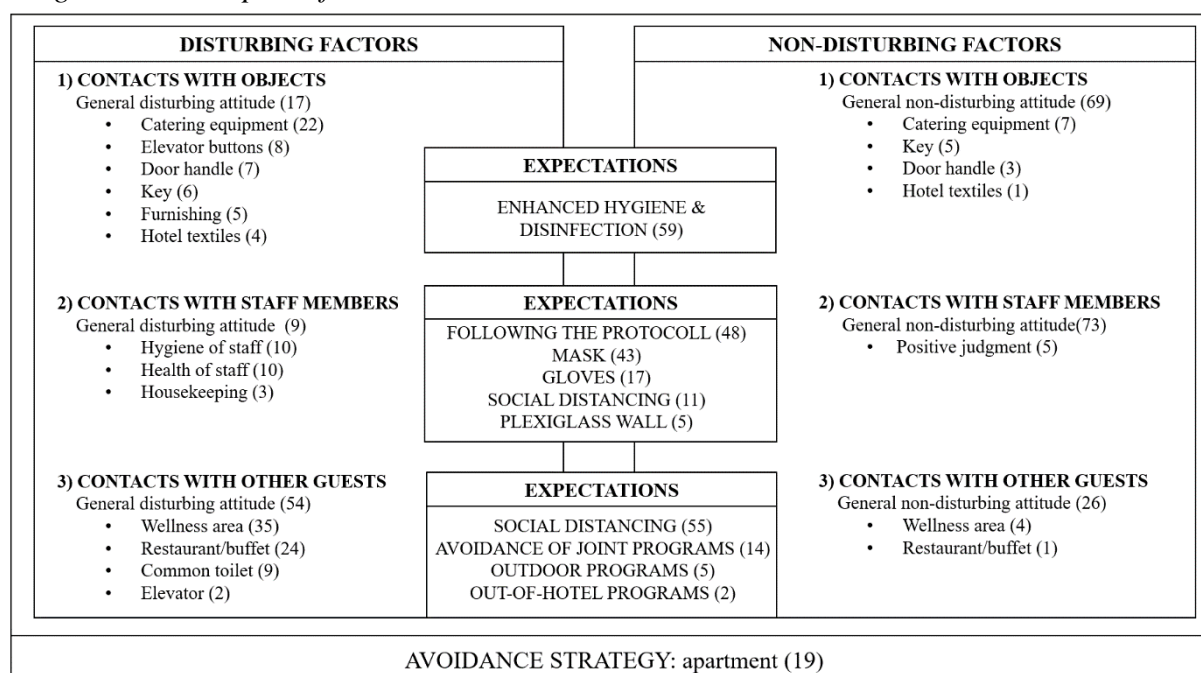 DISTURBING FACTORS
1) CONTACTS WITH OBJECTS
General disturbing attitude (17)
• Catering equipment (22)
• Elevator buttons (8)
• Door handle (7)
• Key (6)
• Furnishing (5)
• Hotel textiles (4)
2) CONTACTS WITH STAFF MEMBERS
General disturbing attitude (9)
• Hygiene of staff (10)
• Health of staff (10)
• Housekeeping (3)
3) CONTACTS WITH OTHER GUESTS
General disturbing attitude (54)
• Wellness area (35)
• Restaurant/buffet (24)
• Common toilet (9)
• Elevator (2)
EXPECTATIONS
ENHANCED HYGIENE &
DISINFECTION (59)
EXPECTATIONS
FOLLOWING THE PROTOCOLL (48)
MASK (43)
GLOVES (17)
SOCIAL DISTANCING (11)
PLEXIGLASS WALL (5)
EXPECTATIONS
SOCIAL DISTANCING (55)
AVOIDANCE OF JOINT PROGRAMS (14)
OUTDOOR PROGRAMS (5)
OUT-OF-HOTEL PROGRAMS (2)
NON-DISTURBING FACTORS
1) CONTACTS WITH OBJECTS
General non-disturbing attitude (69)
• Catering equipment (7)
• Key (5)
• Door handle (3)
• Hotel textiles (1)
2) CONTACTS WITH STAFF MEMBERS
General non-disturbing attitude(73)
• Positive judgment (5)
3) CONTACTS WITH OTHER GUESTS
General non-disturbing attitude (26)
• Wellness area (4)
• Restaurant/buffet (1)
AVOIDANCE STRATEGY: apartment (19)